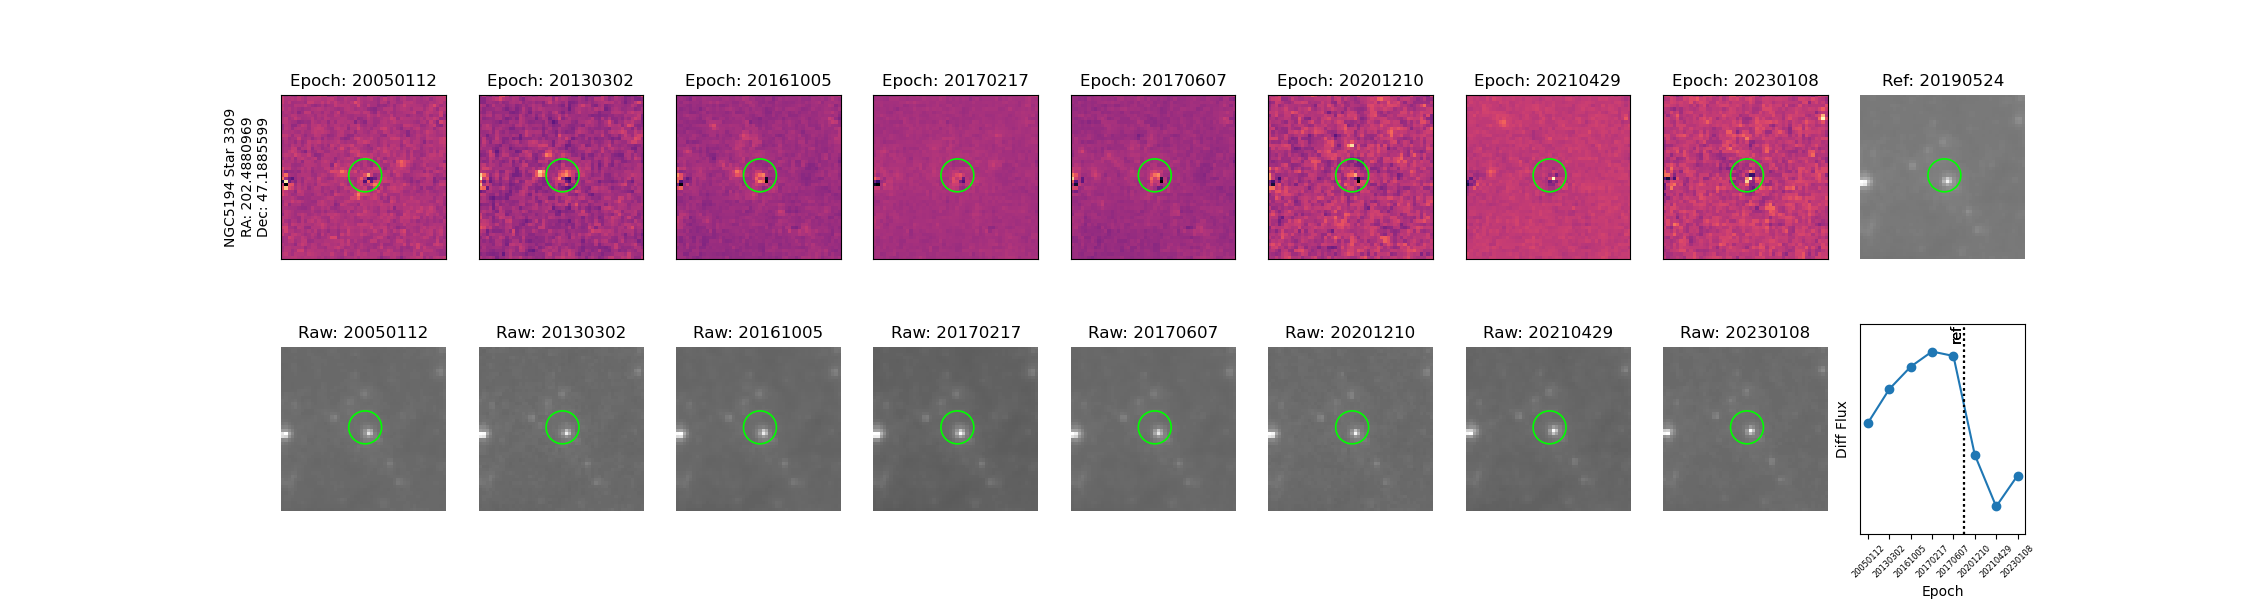 NGC5194 Star 3309
RA: 202.4880969
Dec: 47.1885599
Epoch: 20050112
Epoch: 20130302
Epoch: 20161005
Epoch: 20170217
Epoch: 20170607
Epoch: 20201210
Epoch: 20210429
Epoch: 20230108
Ref: 20190524
Raw: 20050112
Raw: 20130302
Raw: 20161005
Raw: 20170217
Raw: 20170607
Raw: 20201210
Raw: 20210429
Raw: 20230108
ref
Diff Flux
20050112
20130302
20161005
20170217
20170607
20201210
20210429
20230108
Epoch